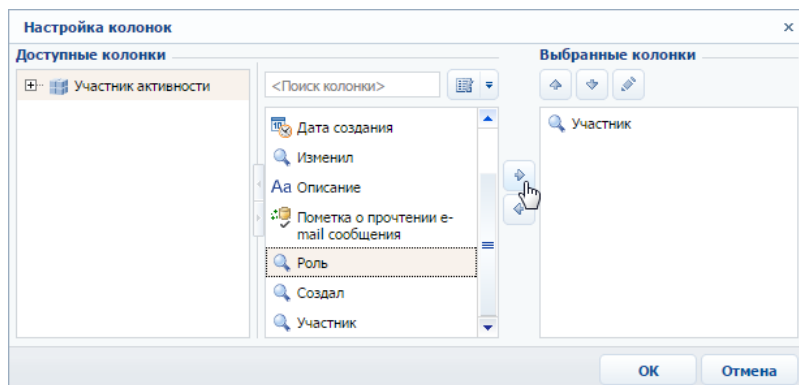 Настройка колонок
Доступные колонки
Выбранные колонки
Участник активности
<Поиск колонки>
Дата создания
Изменил
Aa Описание
Пометка о прочтении e-
mail сообщения
Роль
Создал
Участник
Участник
OK
Отмена